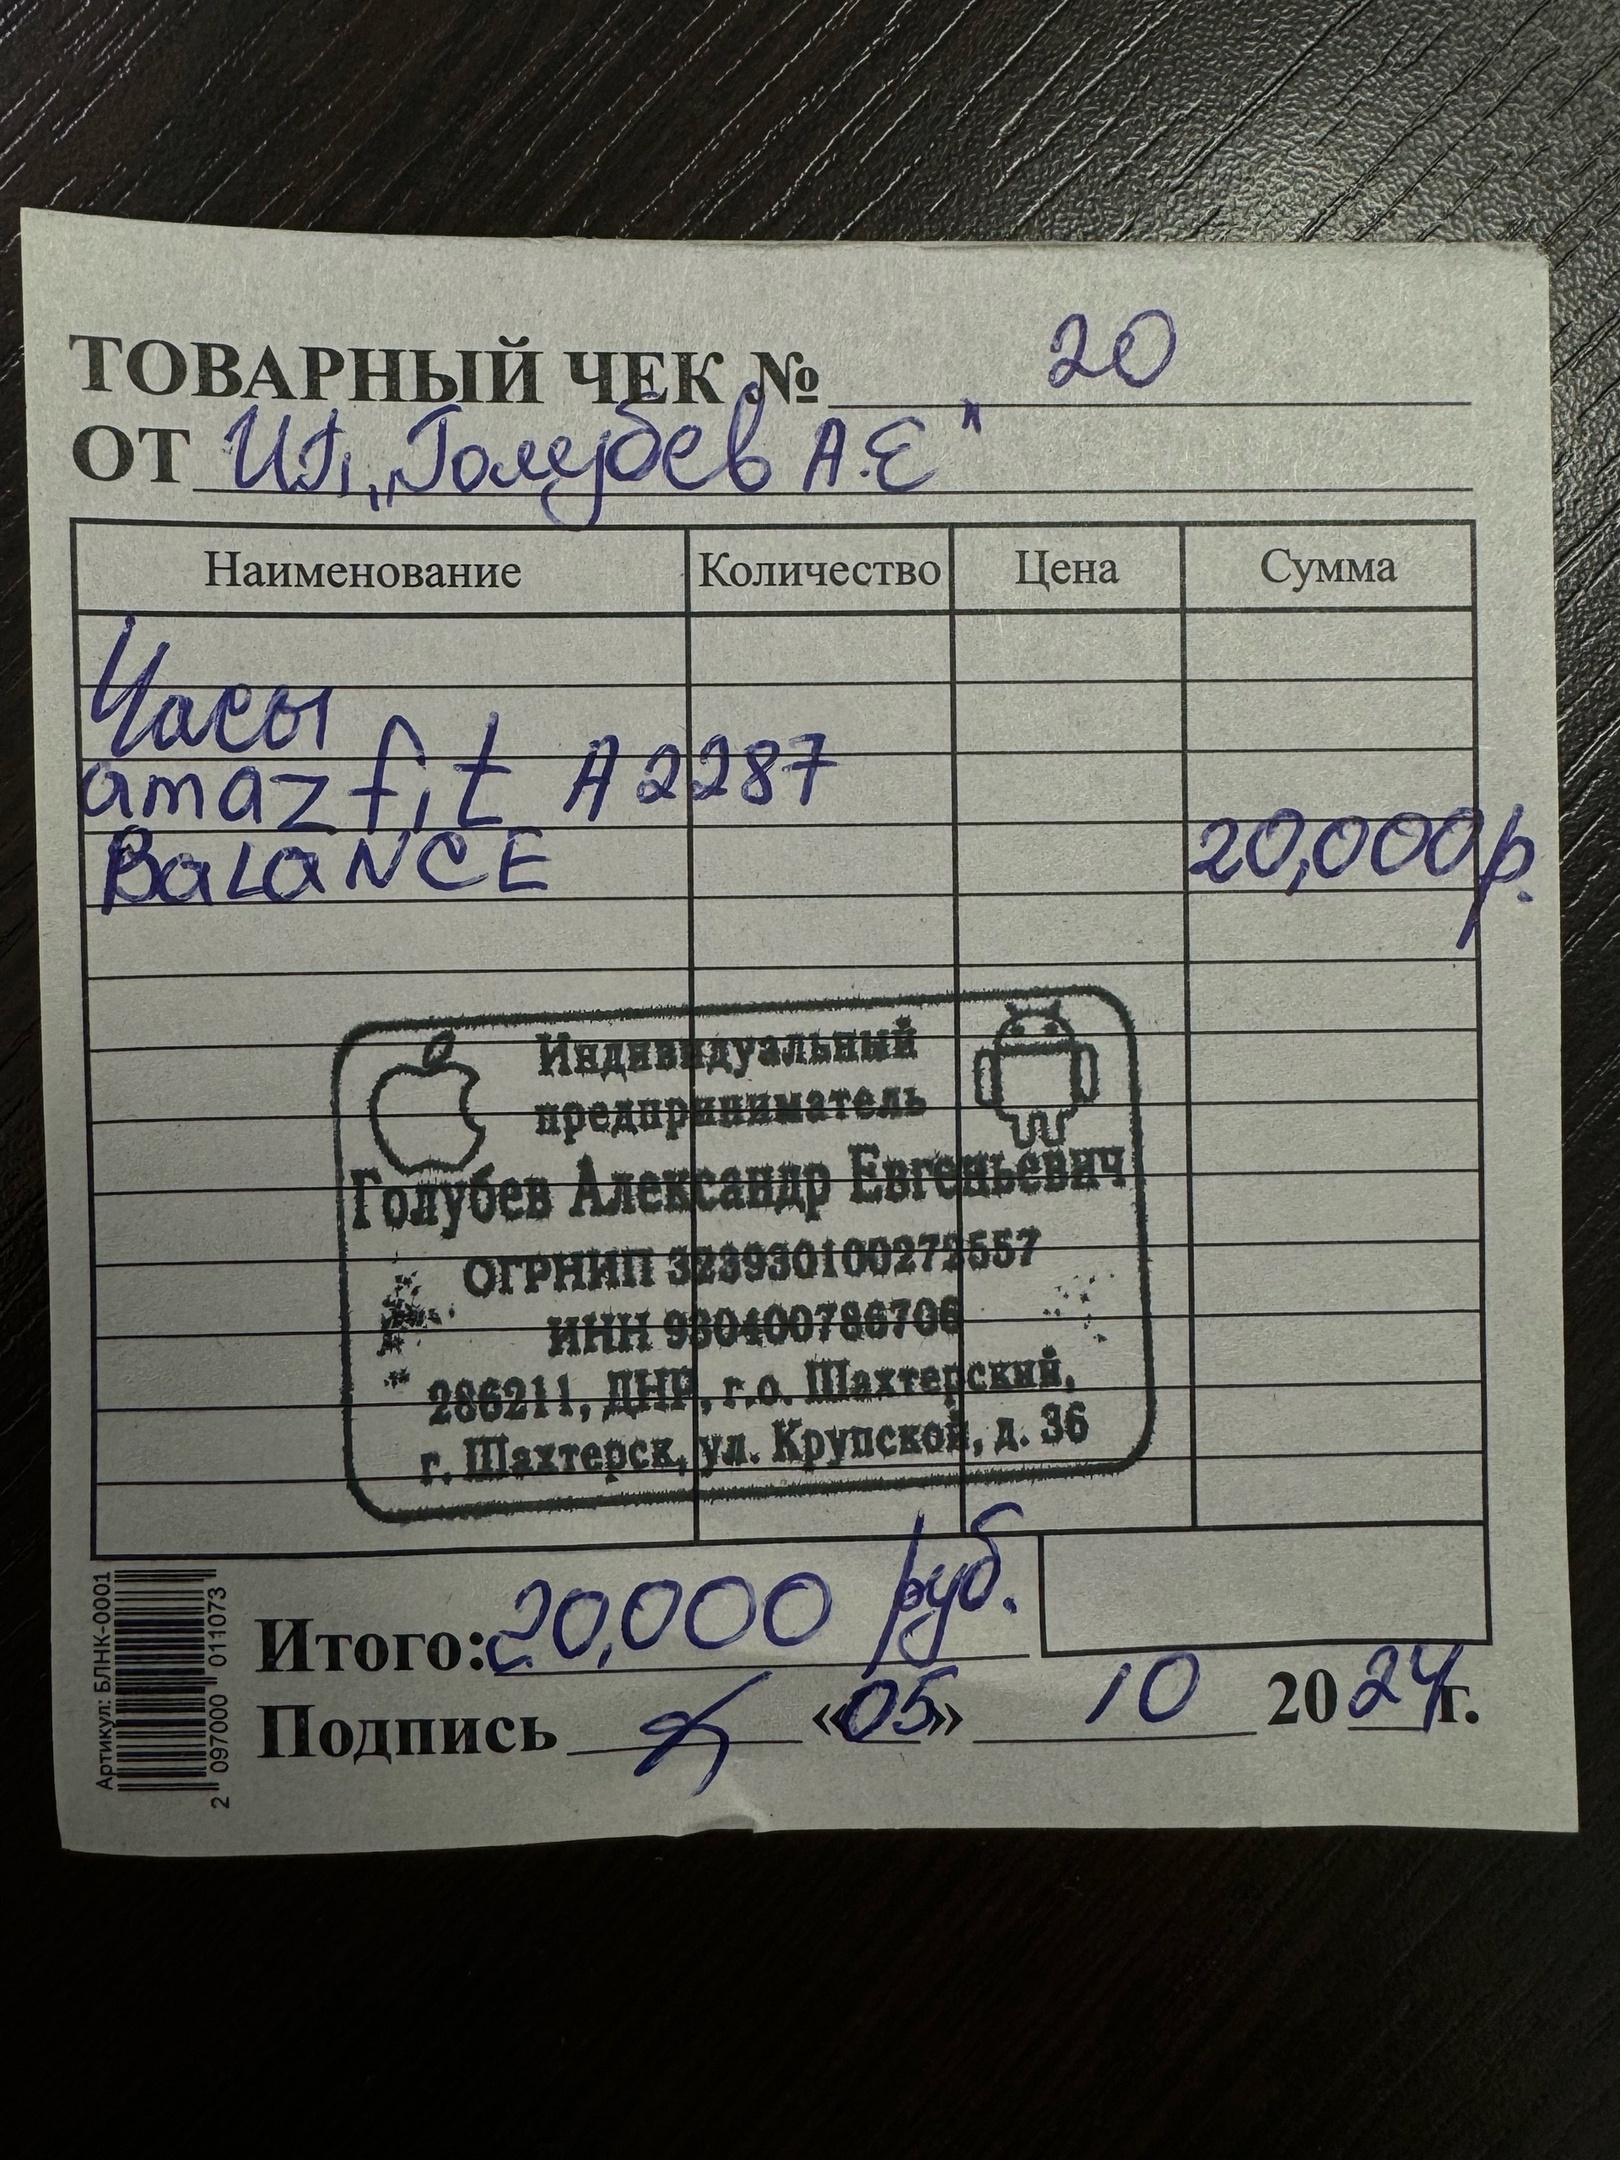 ТОВАРНЫЙ ЧЕК № 20
ОТ ИП „Голубев А.Е"
Наименование Количество Цена Сумма
Часы
amazfit A2287
BaLaNCE 20,000р.
Индивидуальный
предприниматель
Голубев Александр Евгеньевич
ОГРНИП 323930100272557
ИНН 930400786706
286211, ДНР, г.о. Шахтерский,
г. Шахтерск, ул. Крупской, д. 36
Итого: 20,000 руб.
Подпись «05» 10 2024г.
Артикул: БЛНК-0001
2 097000 011073